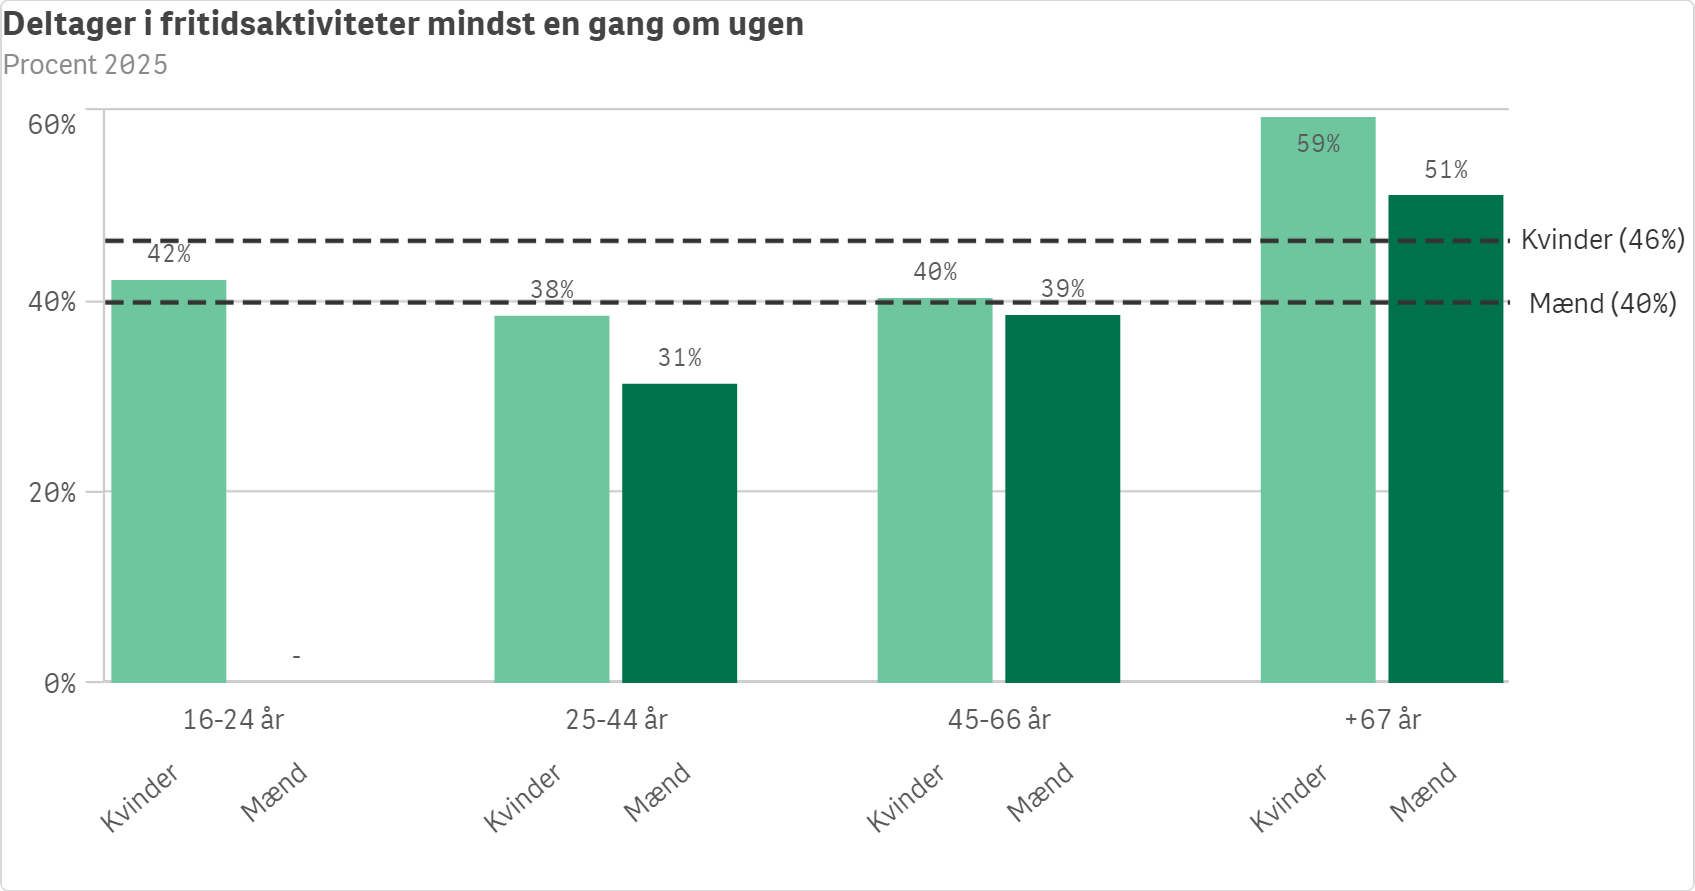 Deltager i fritidsaktiviteter mindst en gang om ugen
Procent 2025
60%
40%
20%
0%
42%
-
38%
31%
40%
39%
59%
51%
Kvinder (46%)
Mænd (40%)
16-24 år
25-44 år
45-66 år
+67 år
Kvinder
Mænd
Kvinder
Mænd
Kvinder
Mænd
Kvinder
Mænd